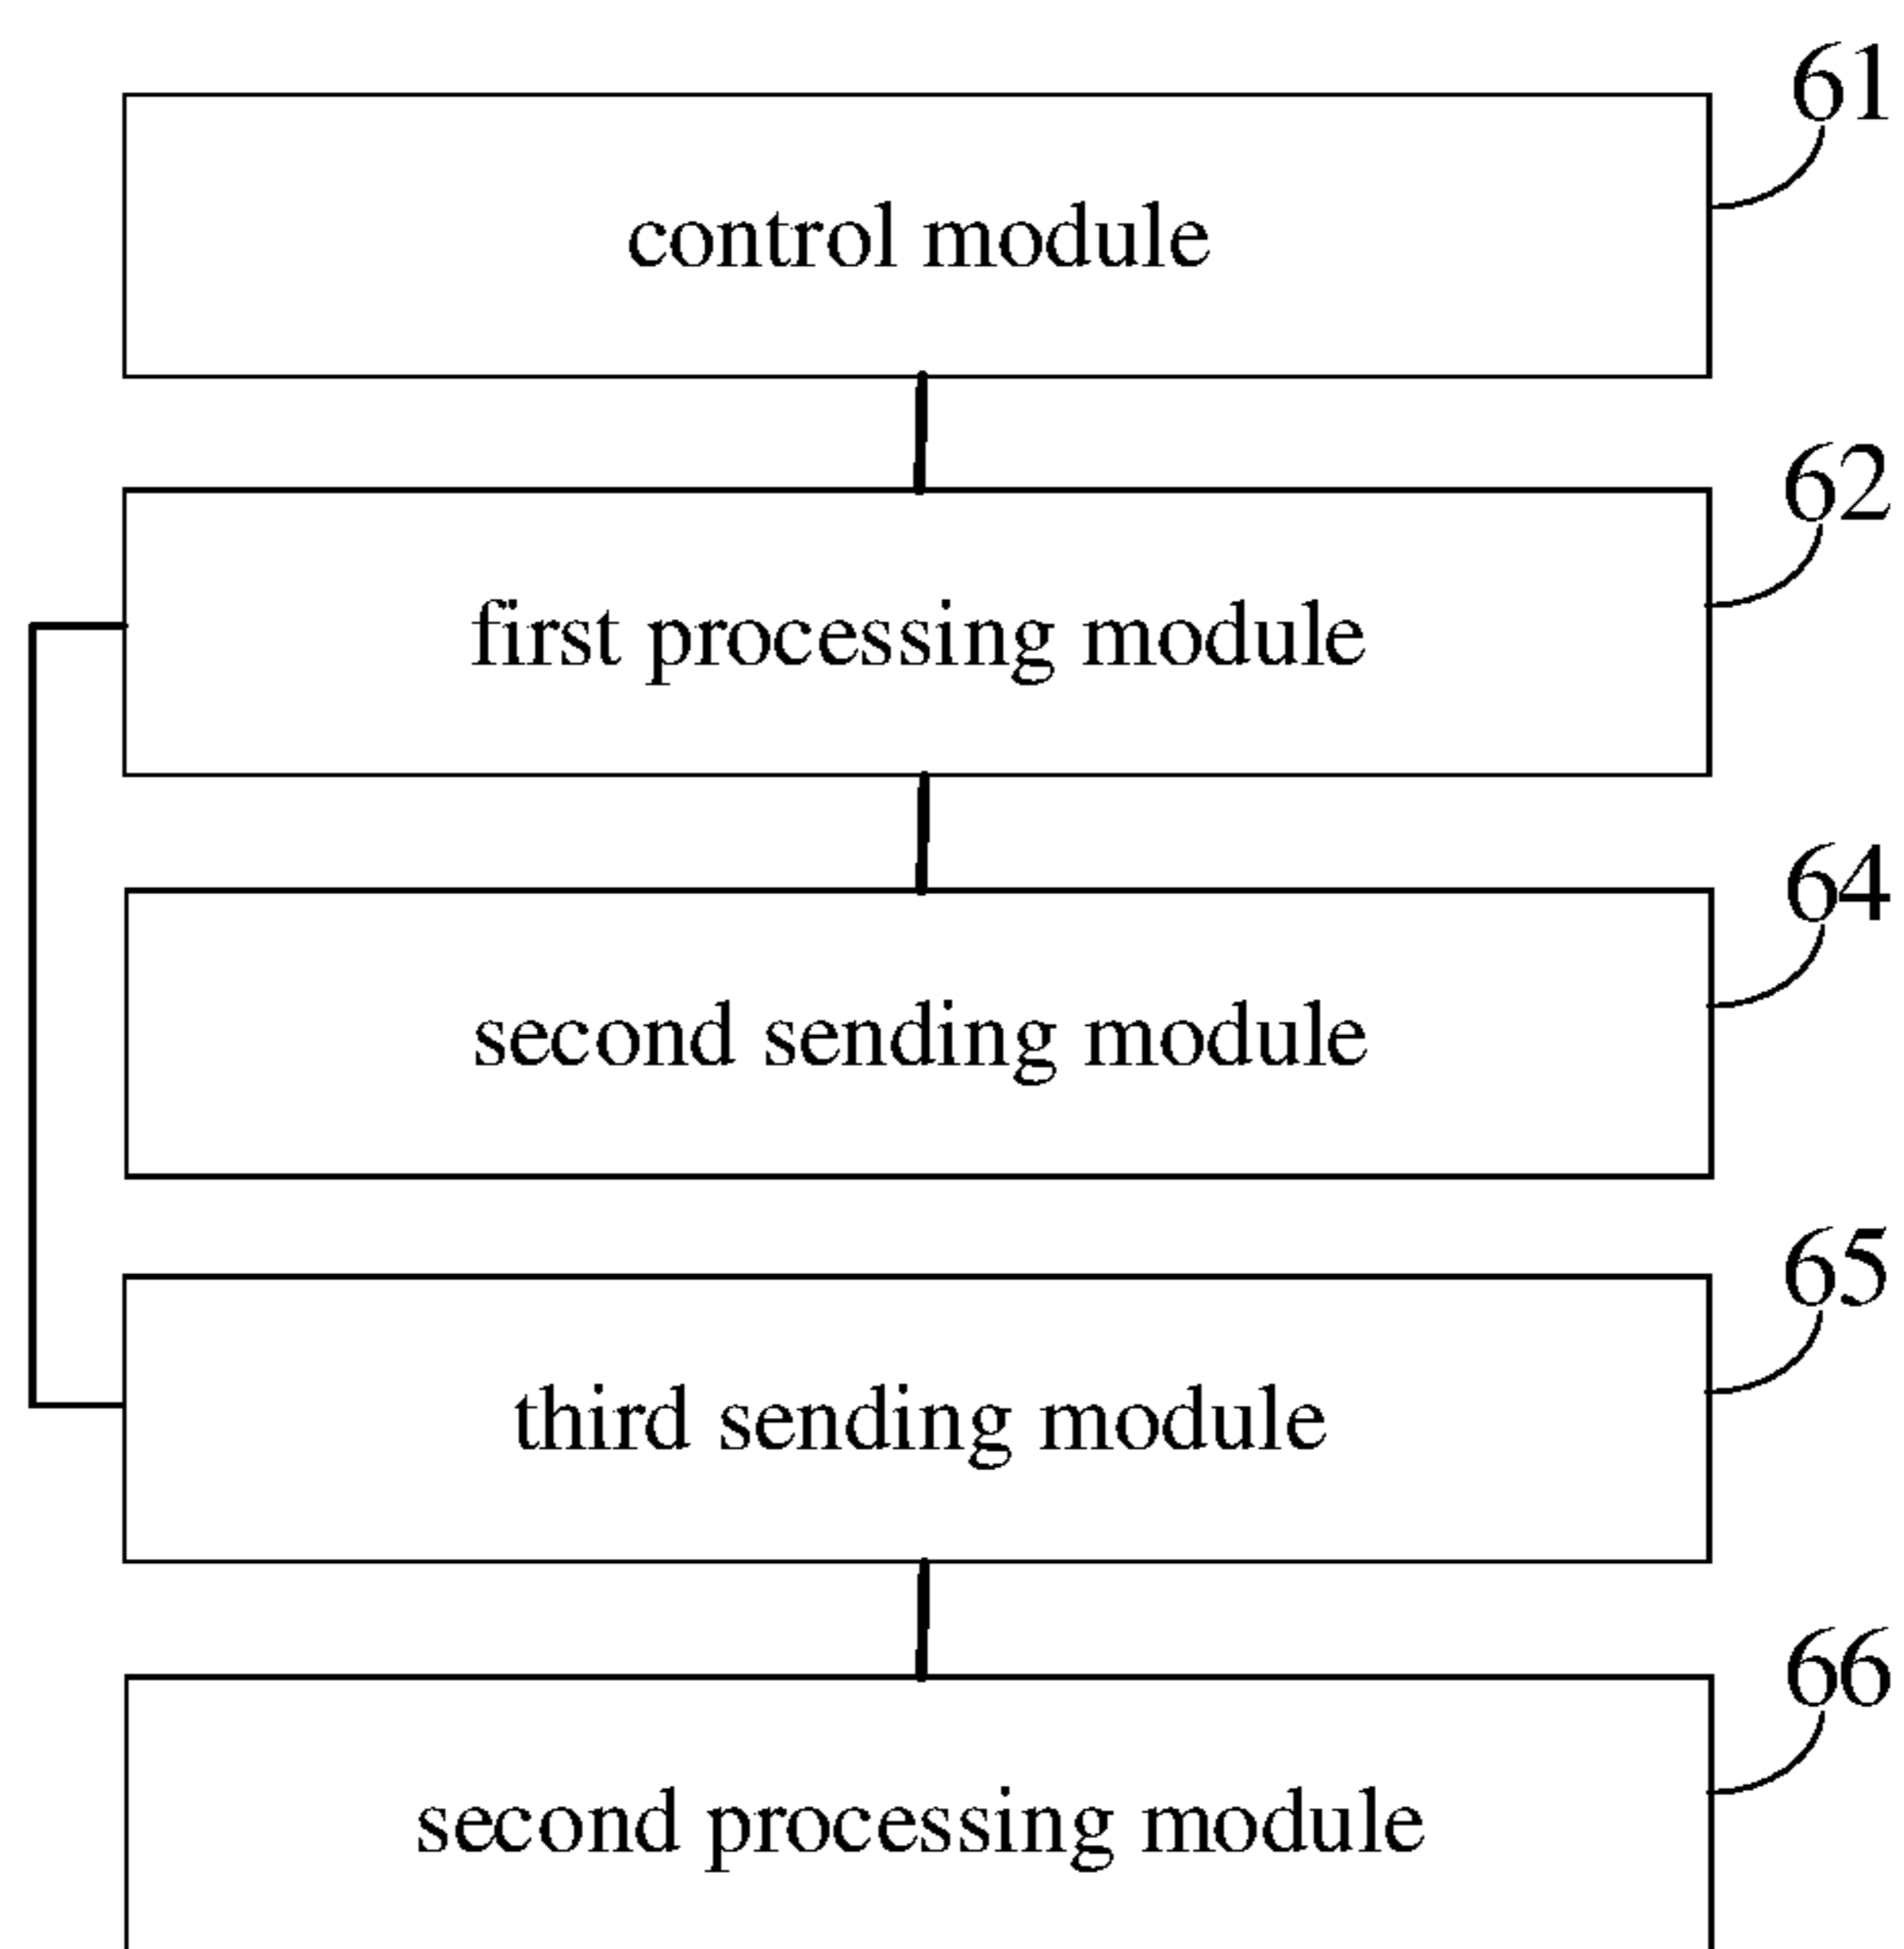 61
control module
62
first processing module
64
second sending module
65
third sending module
66
second processing module